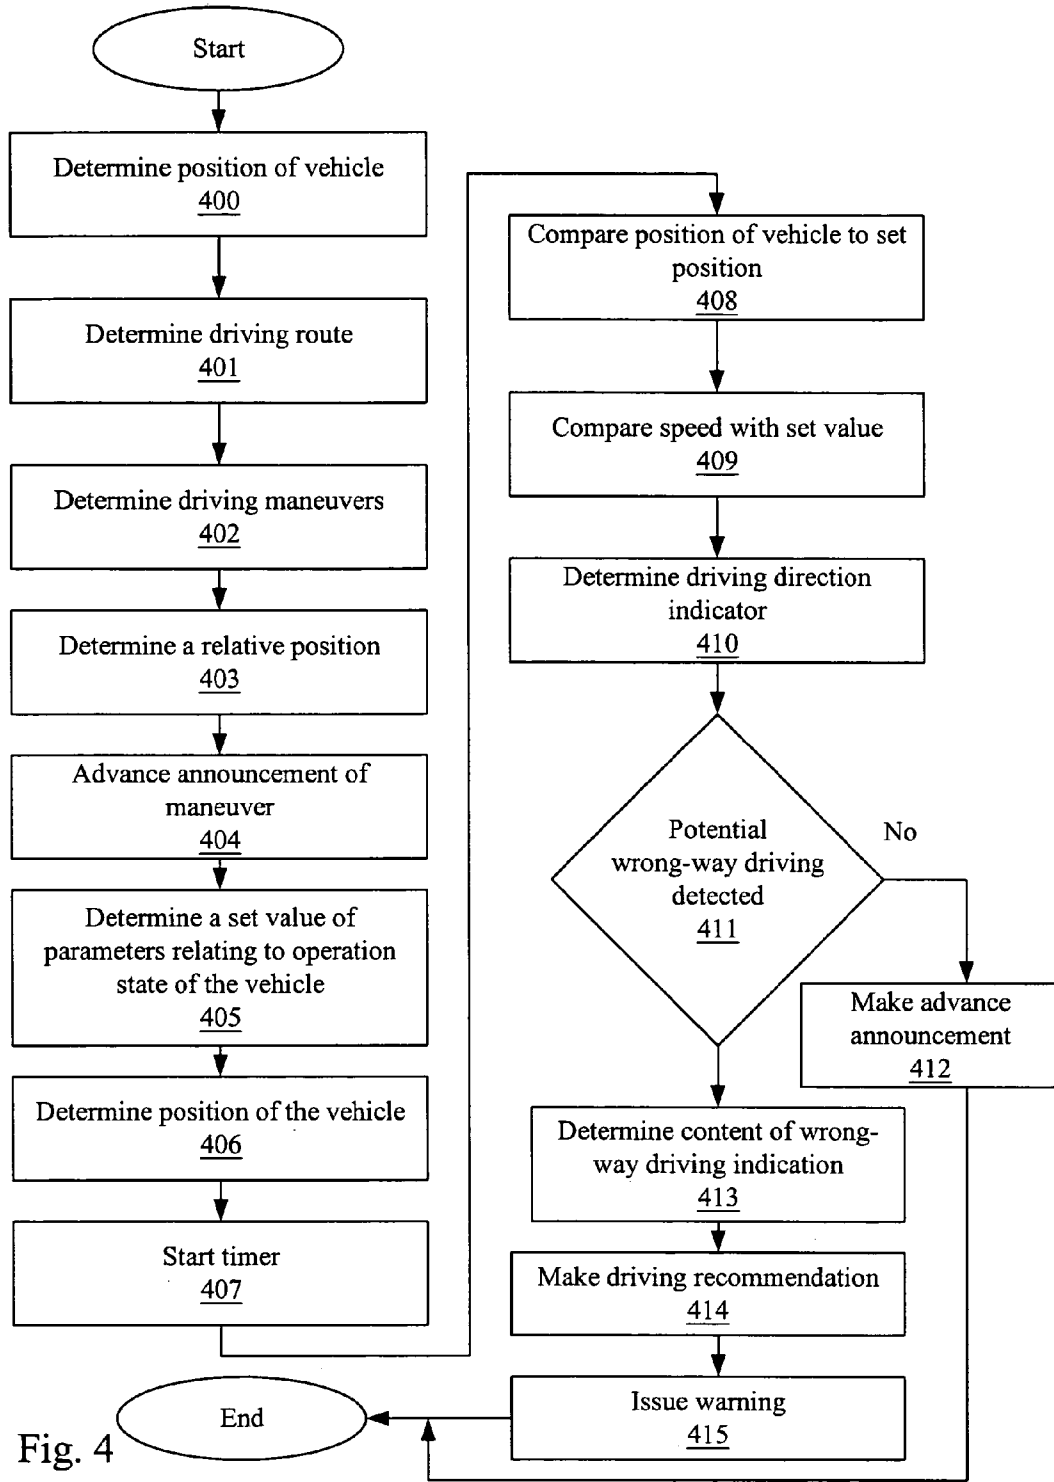 Start
Determine position of vehicle
400
Determine driving route
401
Determine driving maneuvers
402
Determine a relative position
403
Advance announcement of
maneuver
404
Determine a set value of
parameters relating to operation
state of the vehicle
405
Determine position of the vehicle
406
Start timer
407
Compare position of vehicle to set
position
408
Compare speed with set value
409
Determine driving direction
indicator
410
Potential
wrong-way driving
detected
411
No
Make advance
announcement
412
Determine content of wrong-
way driving indication
413
Make driving recommendation
414
Issue warning
415
End
Fig. 4